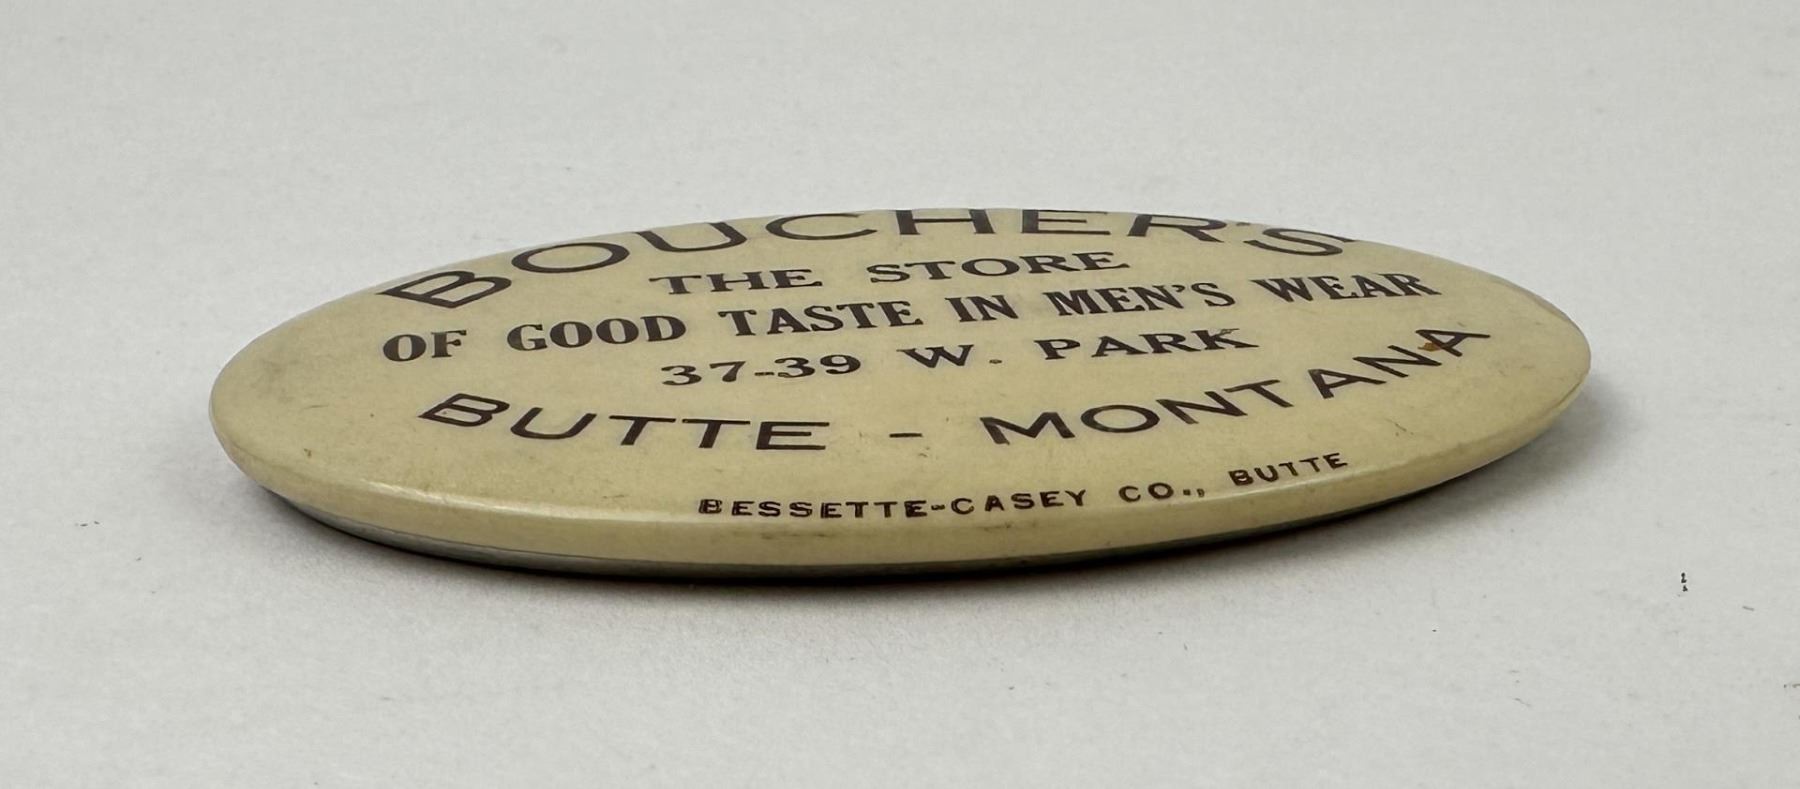 BOUCHER'S
THE STORE
OF GOOD TASTE IN MEN'S WEAR
37-39 W. PARK
BUTTE - MONTANA
BESSETTE-CASEY CO., BUTTE